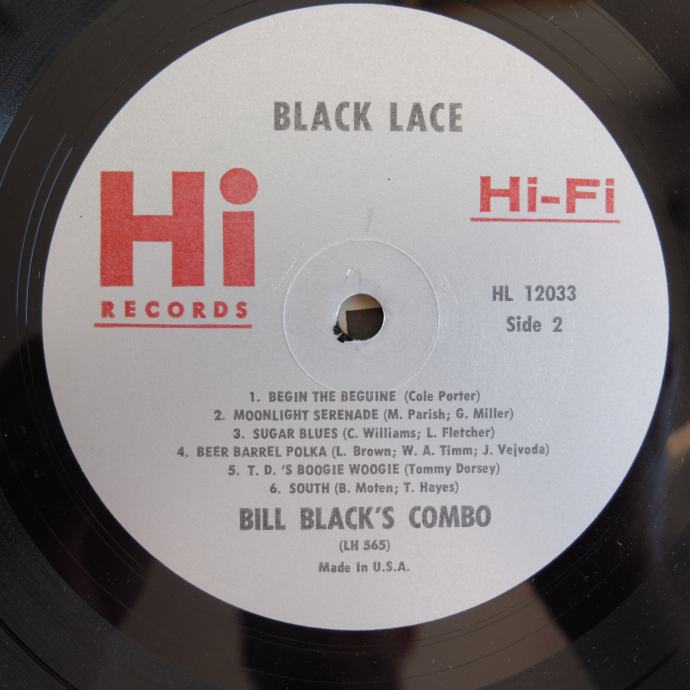 BLACK LACE
Hi
RECORDS
Hi-Fi
HL 12033
Side 2
1. BEGIN THE BEGUINE (Cole Porter)
2. MOONLIGHT SERENADE (M. Parish; G. Miller)
3. SUGAR BLUES (C. Williams; L. Fletcher)
4. BEER BARREL POLKA (L. Brown; W. A. Timm; J. Vejvoda)
5. T. D. 'S BOOGIE WOOGIE (Tommy Dorsey)
6. SOUTH (B. Moten; T. Hayes)
BILL BLACK'S COMBO
(LH 565)
Made In U.S.A.